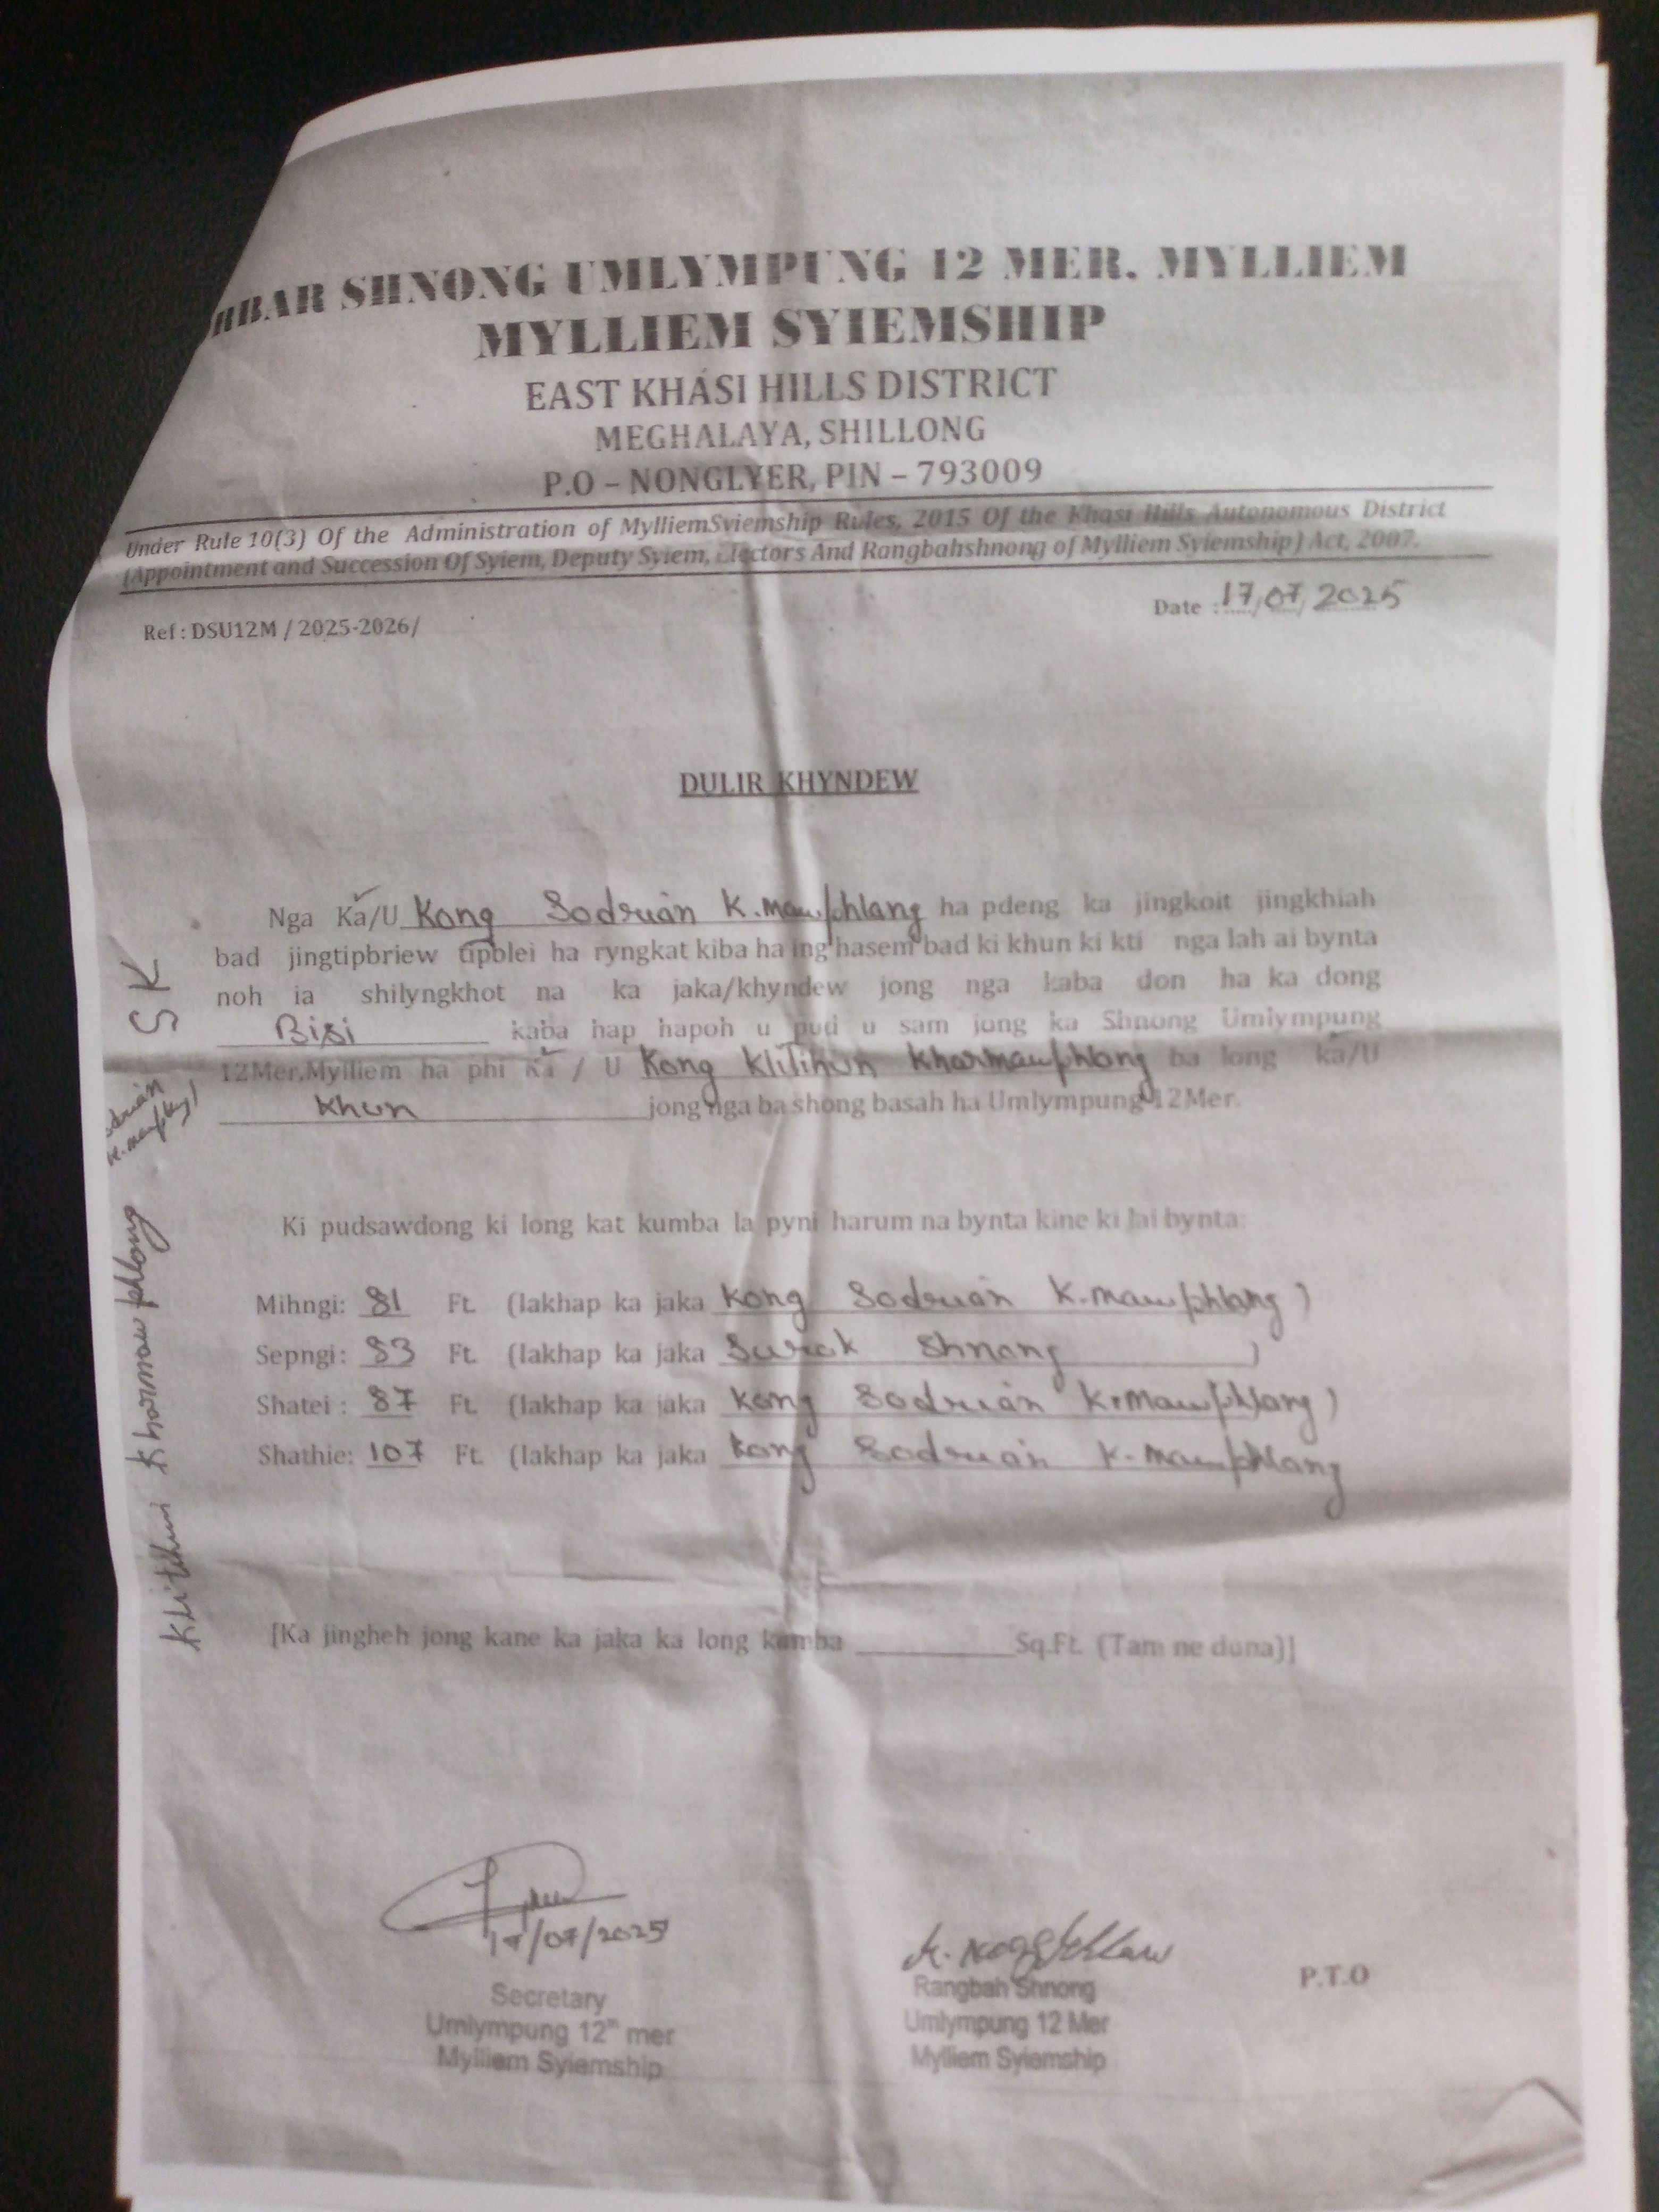 RBAR SHNONG UMLYMPUNG 12 MER. MYLLIEM
MYLLIEM SYIEMSHIP
EAST KHASI HILLS DISTRICT
MEGHALAYA, SHILLONG
P.O – NONGLYER, PIN – 793009
Under Rule 10(3) Of the Administration of MylliemSyiemship Rules, 2015 Of the Khasi Hills Autonomous District
(Appointment and Succession Of Syiem, Deputy Syiem, Electors And Rangbahshnong of Mylliem Syiemship) Act, 2007.
Date : 17/07/2025
Ref : DSU12M / 2025-2026/
DULIR KHYNDEW
Nga Ka/U Kong Sodruan K.Mawphlang ha pdeng ka jingkoit jingkhiah
bad jingtipbriew tipblei ha ryngkat kiba ha ing hasem bad ki khun ki kti nga lah ai bynta
noh ia shilyngkhot na ka jaka/khyndew jong nga kaba don ha ka dong
Bisi kaba hap hapoh u pud u sam jong ka Shnong Umlympung
12Mer,Mylliem ha phi Ka / U Kong Klitihun Kharmawphlang ba long ka/U
Khun jong nga ba shong basah ha Umlympung 12Mer.
Ki pudsawdong ki long kat kumba la pyni harum na bynta kine ki lai bynta:
Mihngi: 81 Ft. (lakhap ka jaka Kong Sodruan K.Mawphlang )
Sepngi: 83 Ft. (lakhap ka jaka Surok Shnong )
Shatei : 87 Ft. (lakhap ka jaka Kong Sodruan K.Mawphlang )
Shathie: 107 Ft. (lakhap ka jaka Kong Sodruan K.Mawphlang
[Ka jingheh jong kane ka jaka ka long kumba Sq.Ft. (Tam ne duna)]
SK
K.Mawphlang
Klitihun Kharmawphlang
17/07/2025
Secretary
Umlympung 12" mer
Mylliem Syiemship
Rangbah Shnong
Umlympung 12 Mer
Mylliem Syiemship
P.T.O